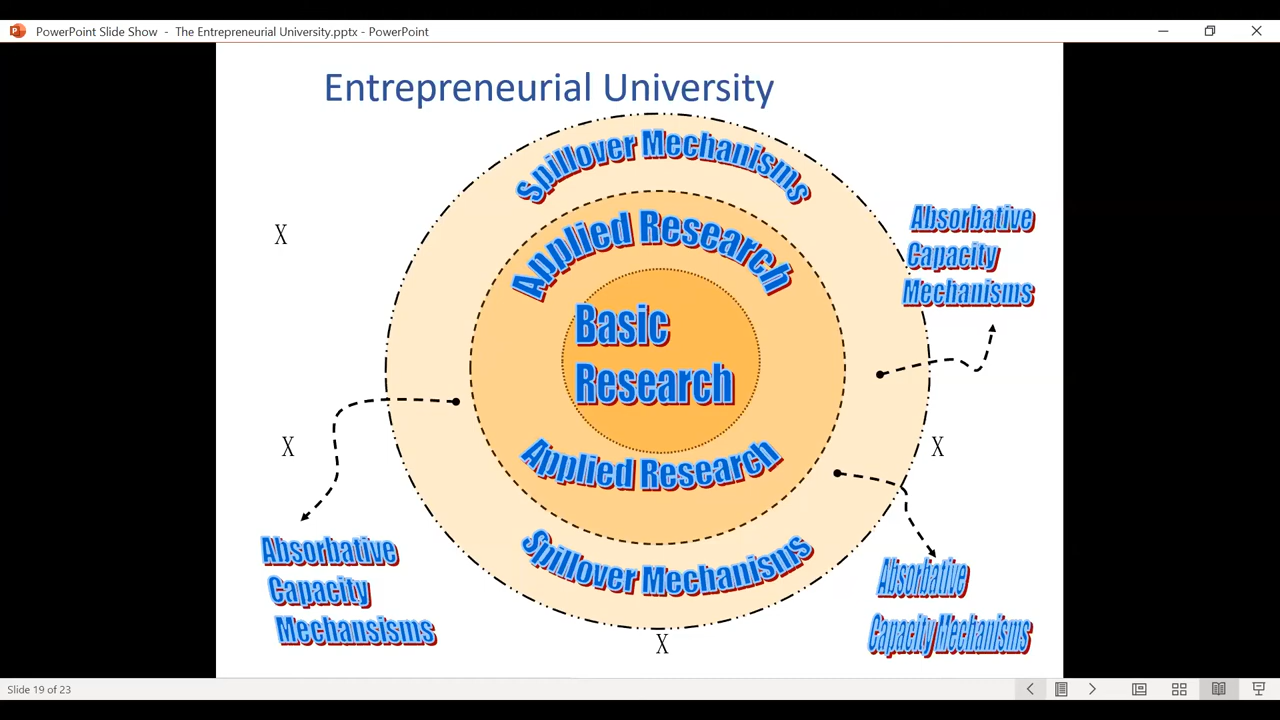 PowerPoint Slide Show - The Entrepreneurial University.pptx - PowerPoint
Entrepreneurial University
Spillover Mechanisms
Applied Research
Absorbative
Capacity
Mechanisms
X
Basic
Research
X
X
Applied Research
Spillover Mechanisms
Absorbative
Capacity
Mechansisms
Absorbative
Capacity Mechanisms
X
Slide 19 of 23